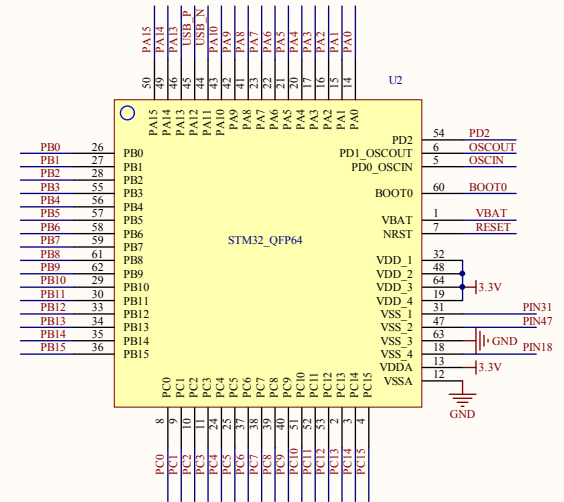 PA15 PA14 PA13 USB_P USB_N PA10 PA9 PA8 PA7 PA6 PA5 PA4 PA3 PA2 PA1 PA0
50 49 46 45 44 43 42 41 23 22 21 20 17 16 15 14
U2
PA15 PA14 PA13 PA12 PA11 PA10 PA9 PA8 PA7 PA6 PA5 PA4 PA3 PA2 PA1 PA0
PB0 26 PB0
PB1 27 PB1
PB2 28 PB2
PB3 55 PB3
PB4 56 PB4
PB5 57 PB5
PB6 58 PB6
PB7 59 PB7
PB8 61 PB8
PB9 62 PB9
PB10 29 PB10
PB11 30 PB11
PB12 33 PB12
PB13 34 PB13
PB14 35 PB14
PB15 36 PB15
STM32_QFP64
PD2 54 PD2
PD1_OSCOUT 6 OSCOUT
PD0_OSCIN 5 OSCIN
BOOT0 60 BOOT0
VBAT 1 VBAT
NRST 7 RESET
VDD_1 32
VDD_2 48
VDD_3 64 3.3V
VDD_4 19
VSS_1 31 PIN31
VSS_2 47 PIN47
VSS_3 63 GND
VSS_4 18 PIN18
VDDA 13 3.3V
VSSA 12
GND
PC0 PC1 PC2 PC3 PC4 PC5 PC6 PC7 PC8 PC9 PC10 PC11 PC12 PC13 PC14 PC15
8 9 10 11 24 25 37 38 39 40 51 52 53 2 3 4
PC0 PC1 PC2 PC3 PC4 PC5 PC6 PC7 PC8 PC9 PC10 PC11 PC12 PC13 PC14 PC15